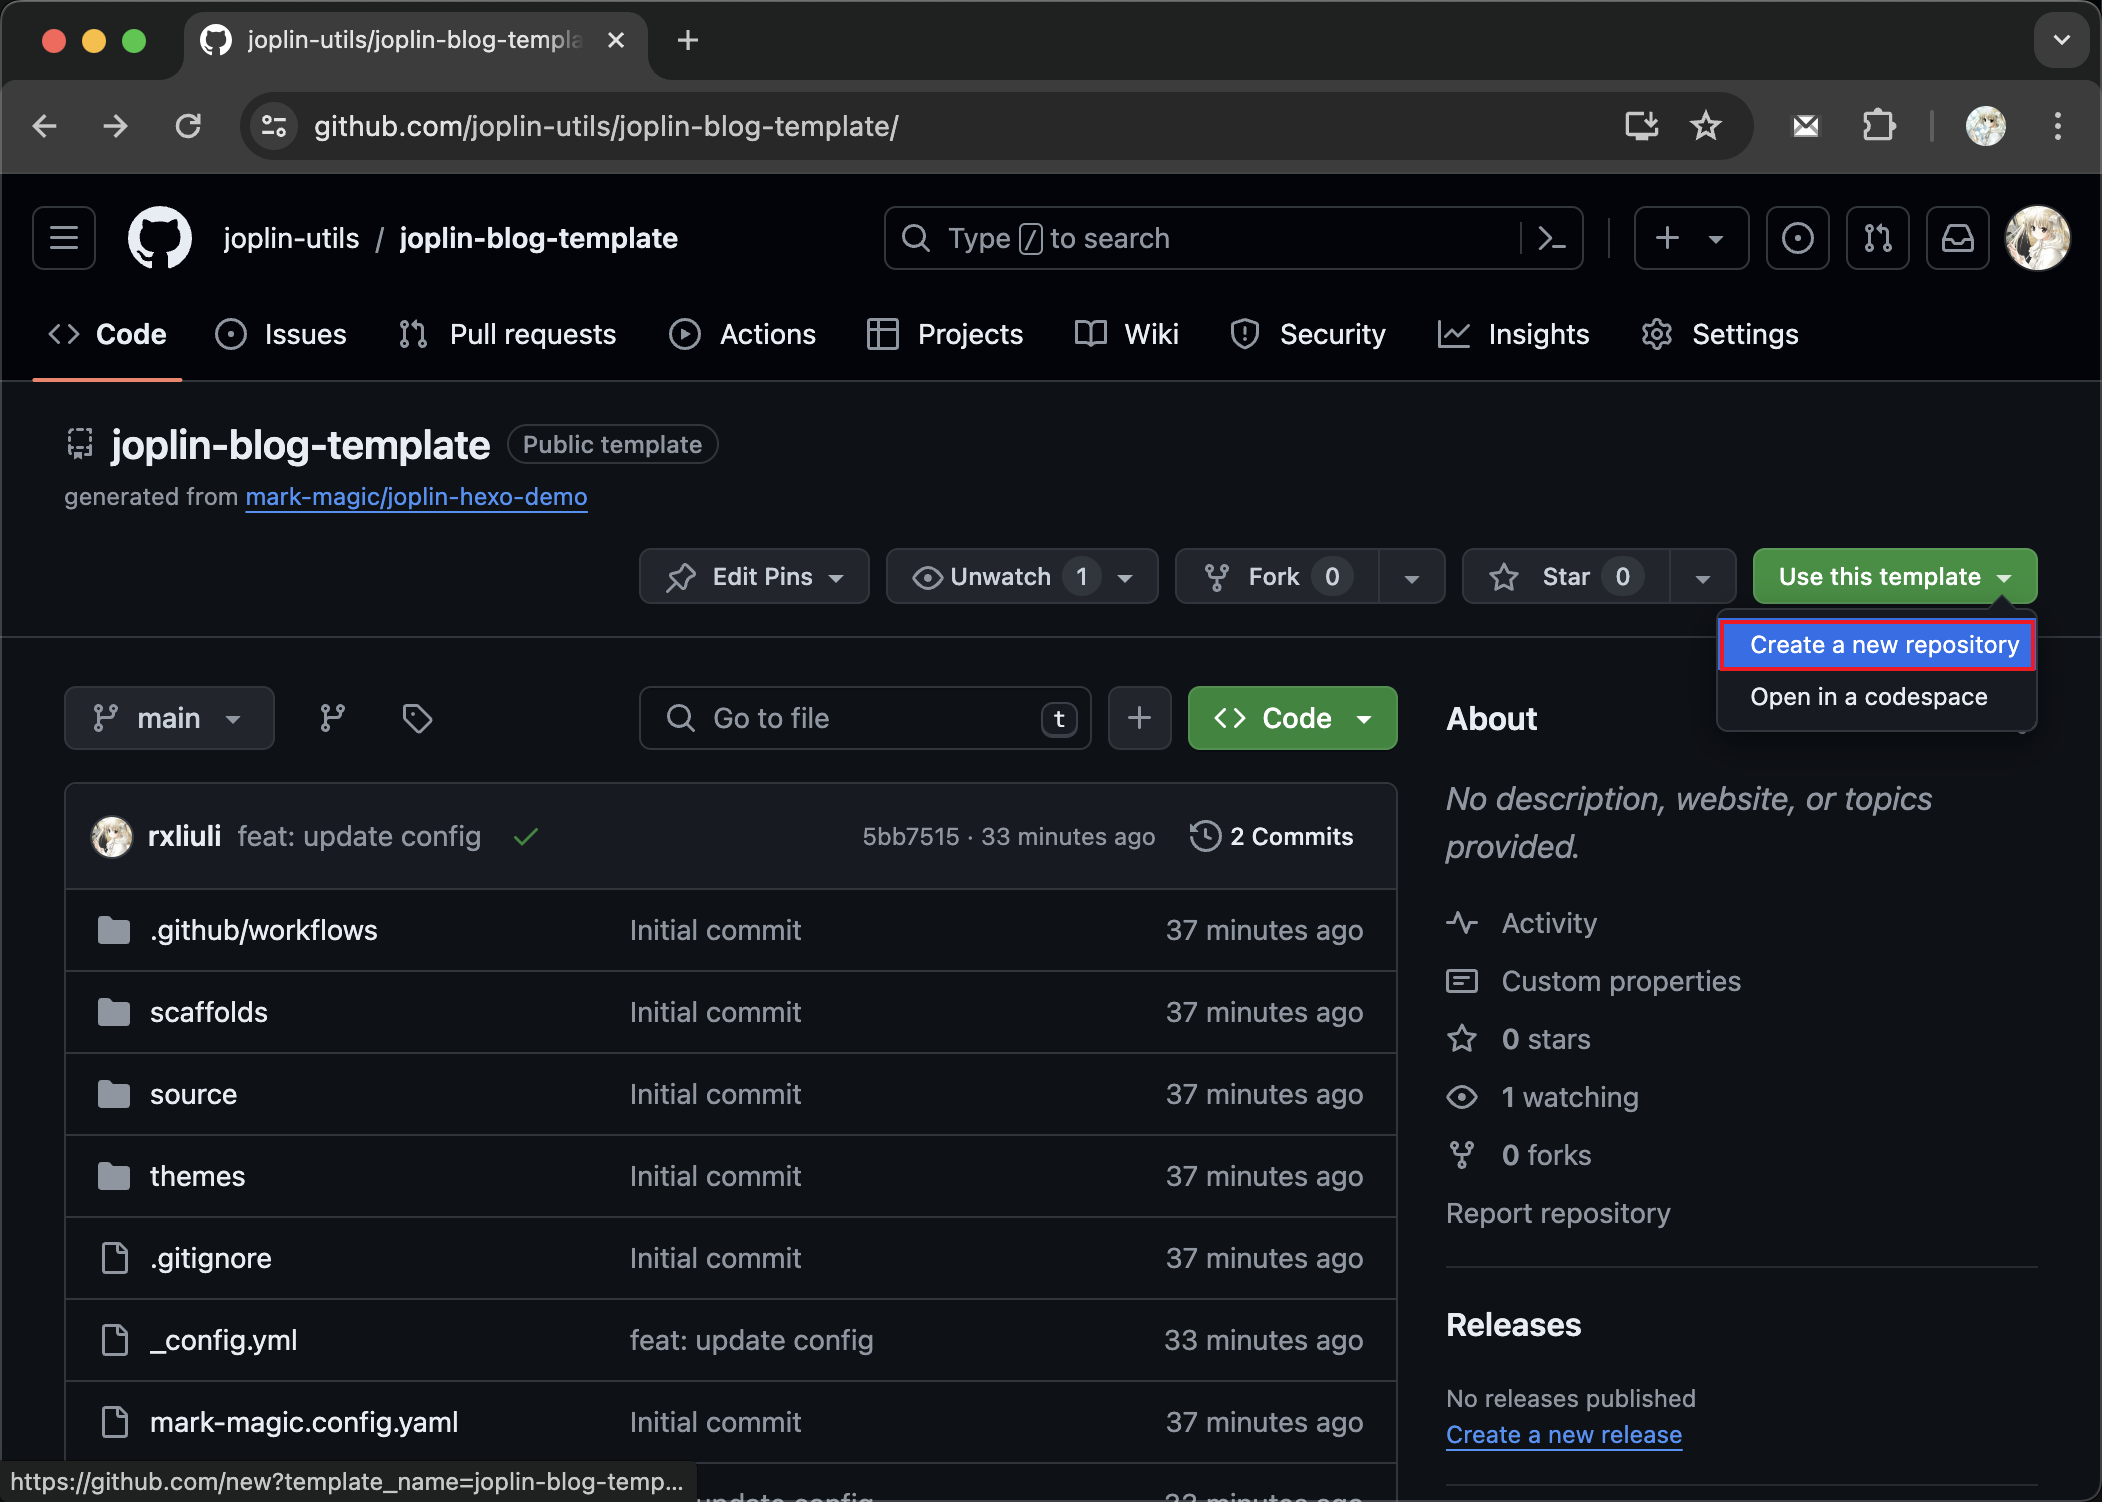 joplin-utils/joplin-blog-templa
github.com/joplin-utils/joplin-blog-template/
joplin-utils / joplin-blog-template
Type / to search
Code
Issues
Pull requests
Actions
Projects
Wiki
Security
Insights
Settings
joplin-blog-template Public template
generated from mark-magic/joplin-hexo-demo
Edit Pins
Unwatch 1
Fork 0
Star 0
Use this template
Create a new repository
Open in a codespace
main
Go to file t
Code
rxliuli feat: update config 5bb7515 · 33 minutes ago 2 Commits
.github/workflows Initial commit 37 minutes ago
scaffolds Initial commit 37 minutes ago
source Initial commit 37 minutes ago
themes Initial commit 37 minutes ago
.gitignore Initial commit 37 minutes ago
_config.yml feat: update config 33 minutes ago
mark-magic.config.yaml Initial commit 37 minutes ago
update config 33 minutes ago
About
No description, website, or topics
provided.
Activity
Custom properties
0 stars
1 watching
0 forks
Report repository
Releases
No releases published
Create a new release
https://github.com/new?template_name=joplin-blog-temp...